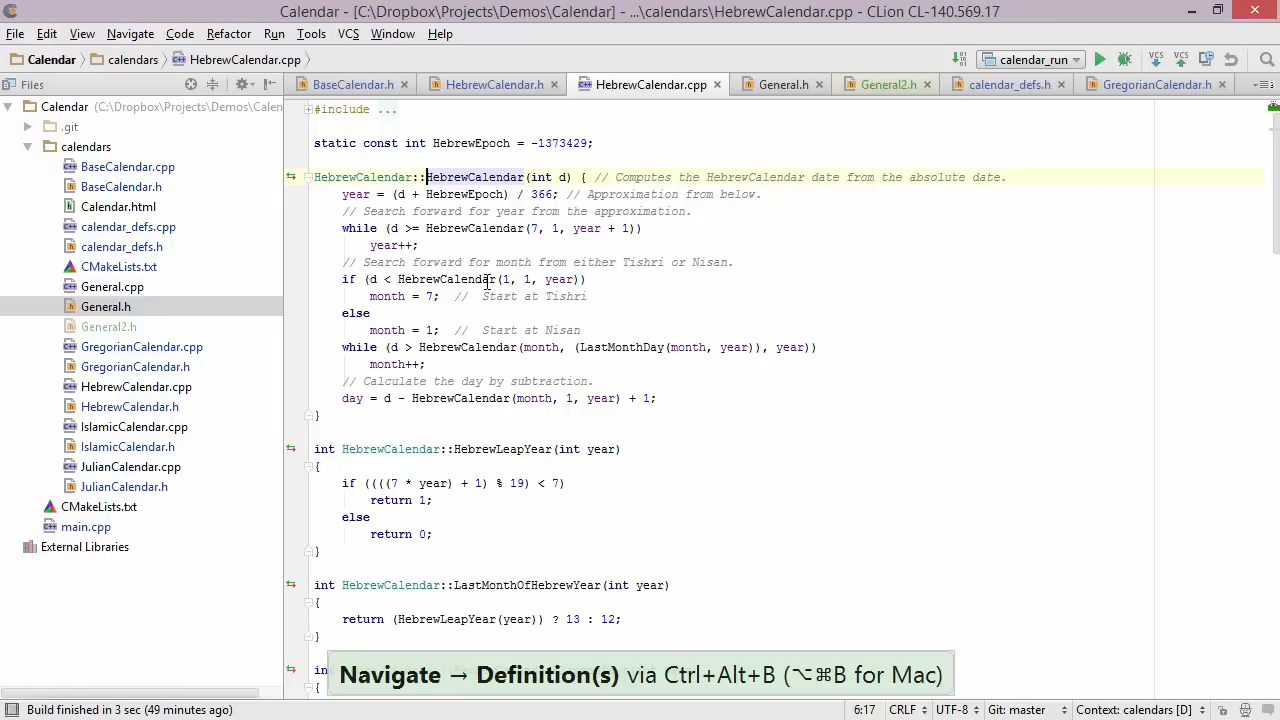 Calendar - [C:\Dropbox\Projects\Demos\Calendar] - ...\calendars\HebrewCalendar.cpp - CLion CL-140.569.17
File Edit View Navigate Code Refactor Run Tools VCS Window Help
Calendar calendars HebrewCalendar.cpp calendar_run VCS VCS
Files BaseCalendar.h HebrewCalendar.h HebrewCalendar.cpp General.h General2.h calendar_defs.h GregorianCalendar.h
Calendar (C:\Dropbox\Projects\Demos\Calen
.git
calendars
BaseCalendar.cpp
BaseCalendar.h
Calendar.html
calendar_defs.cpp
calendar_defs.h
CMakeLists.txt
General.cpp
General.h
General2.h
GregorianCalendar.cpp
GregorianCalendar.h
HebrewCalendar.cpp
HebrewCalendar.h
IslamicCalendar.cpp
IslamicCalendar.h
JulianCalendar.cpp
JulianCalendar.h
CMakeLists.txt
main.cpp
External Libraries
#include ...
static const int HebrewEpoch = -1373429;
HebrewCalendar::HebrewCalendar(int d) { // Computes the HebrewCalendar date from the absolute date.
year = (d + HebrewEpoch) / 366; // Approximation from below.
// Search forward for year from the approximation.
while (d >= HebrewCalendar(7, 1, year + 1))
year++;
// Search forward for month from either Tishri or Nisan.
if (d < HebrewCalendar(1, 1, year))
month = 7; // Start at Tishri
else
month = 1; // Start at Nisan
while (d > HebrewCalendar(month, (LastMonthDay(month, year)), year))
month++;
// Calculate the day by subtraction.
day = d - HebrewCalendar(month, 1, year) + 1;
}
int HebrewCalendar::HebrewLeapYear(int year)
{
if ((((7 * year) + 1) % 19) < 7)
return 1;
else
return 0;
}
int HebrewCalendar::LastMonthOfHebrewYear(int year)
{
return (HebrewLeapYear(year)) ? 13 : 12;
}
int
{
Navigate → Definition(s) via Ctrl+Alt+B (⌥⌘B for Mac)
Build finished in 3 sec (49 minutes ago) 6:17 CRLF UTF-8 Git: master Context: calendars [D]